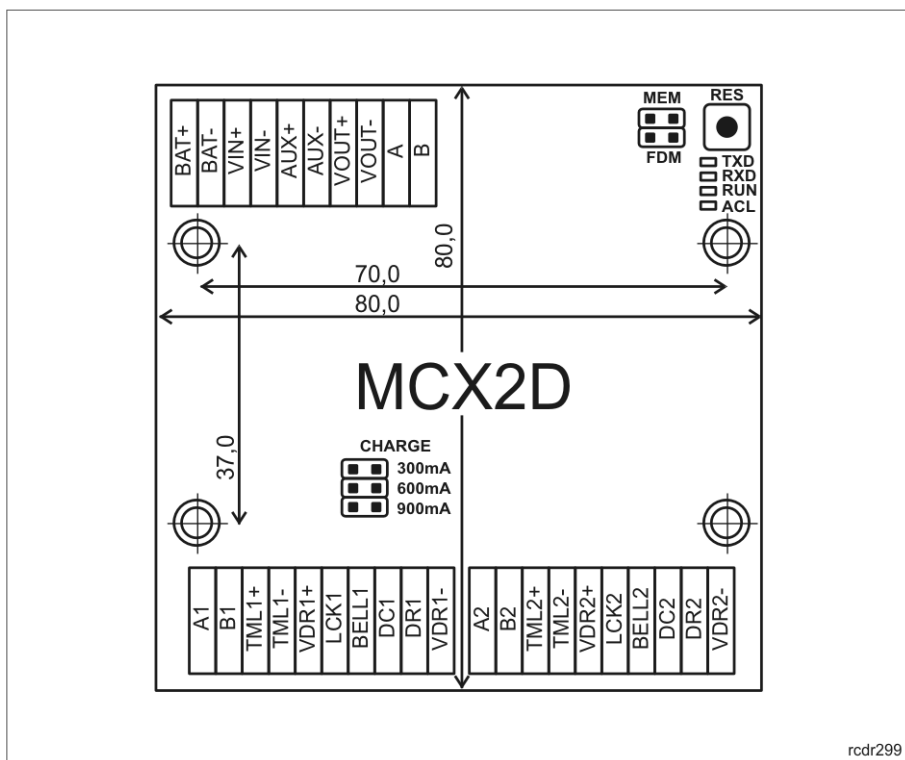 BAT+ BAT- VIN+ VIN- AUX+ AUX- VOUT+ VOUT- A B
MEM
FDM
RES
TXD
RXD
RUN
ACL
80,0
70,0
80,0
MCX2D
37,0
CHARGE
300mA
600mA
900mA
A1 B1 TML1+ TML1- VDR1+ LCK1 BELL1 DC1 DR1 VDR1-
A2 B2 TML2+ TML2- VDR2+ LCK2 BELL2 DC2 DR2 VDR2-
rcdr299